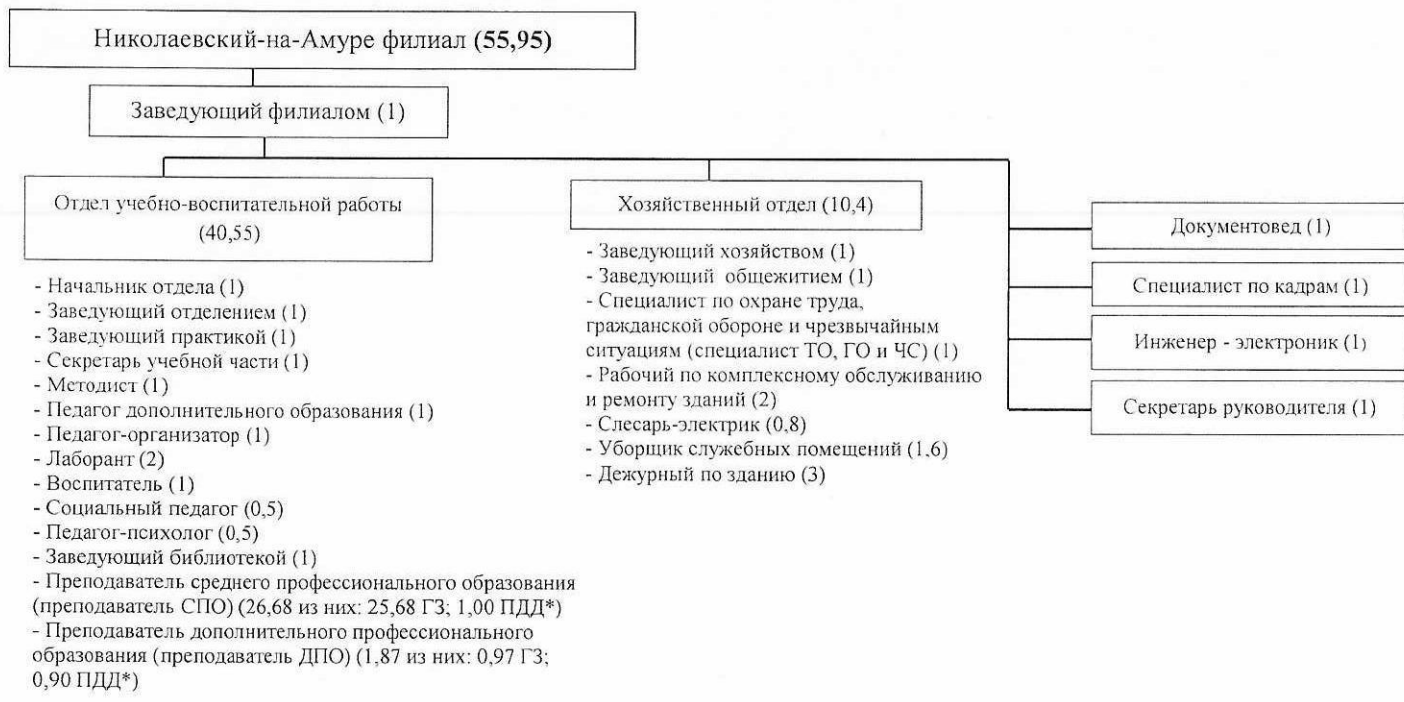 Николаевский-на-Амуре филиал (55,95)
Заведующий филиалом (1)
Отдел учебно-воспитательной работы
(40,55)
- Начальник отдела (1)
- Заведующий отделением (1)
- Заведующий практикой (1)
- Секретарь учебной части (1)
- Методист (1)
- Педагог дополнительного образования (1)
- Педагог-организатор (1)
- Лаборант (2)
- Воспитатель (1)
- Социальный педагог (0,5)
- Педагог-психолог (0,5)
- Заведующий библиотекой (1)
- Преподаватель среднего профессионального образования
(преподаватель СПО) (26,68 из них: 25,68 ГЗ; 1,00 ПДД*)
- Преподаватель дополнительного профессионального
образования (преподаватель ДПО) (1,87 из них: 0,97 ГЗ;
0,90 ПДД*)
Хозяйственный отдел (10,4)
- Заведующий хозяйством (1)
- Заведующий общежитием (1)
- Специалист по охране труда,
гражданской обороне и чрезвычайным
ситуациям (специалист ТО, ГО и ЧС) (1)
- Рабочий по комплексному обслуживанию
и ремонту зданий (2)
- Слесарь-электрик (0,8)
- Уборщик служебных помещений (1,6)
- Дежурный по зданию (3)
Документовед (1)
Специалист по кадрам (1)
Инженер - электроник (1)
Секретарь руководителя (1)